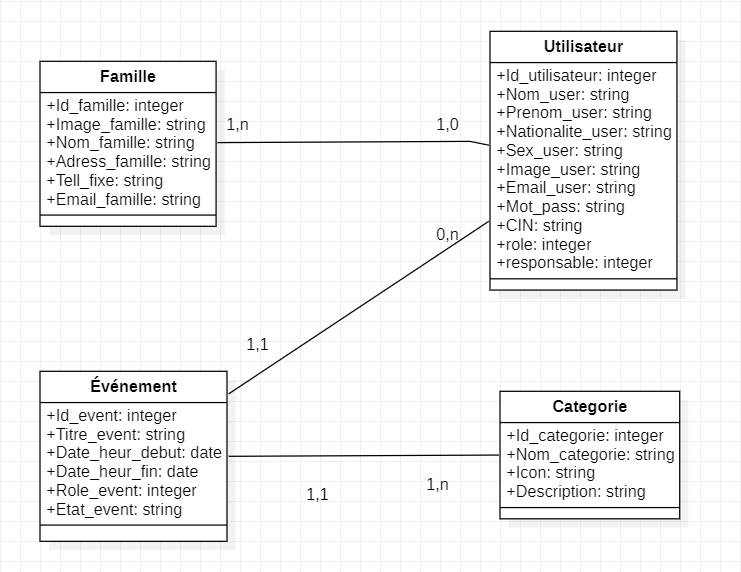 Famille
+Id_famille: integer
+Image_famille: string
+Nom_famille: string
+Adress_famille: string
+Tell_fixe: string
+Email_famille: string
1,n
1,0
Utilisateur
+Id_utilisateur: integer
+Nom_user: string
+Prenom_user: string
+Nationalite_user: string
+Sex_user: string
+Image_user: string
+Email_user: string
+Mot_pass: string
+CIN: string
+role: integer
+responsable: integer
0,n
1,1
Événement
+Id_event: integer
+Titre_event: string
+Date_heur_debut: date
+Date_heur_fin: date
+Role_event: integer
+Etat_event: string
1,1
1,n
Categorie
+Id_categorie: integer
+Nom_categorie: string
+Icon: string
+Description: string